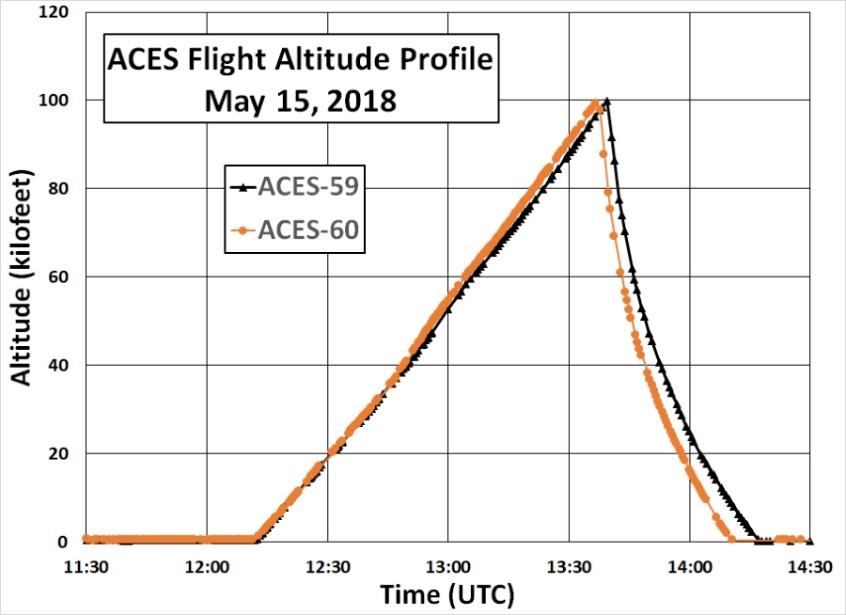 ACES Flight Altitude Profile
May 15, 2018
ACES-59
ACES-60
Altitude (kilofeet)
120
100
80
60
40
20
0
11:30 12:00 12:30 13:00 13:30 14:00 14:30
Time (UTC)